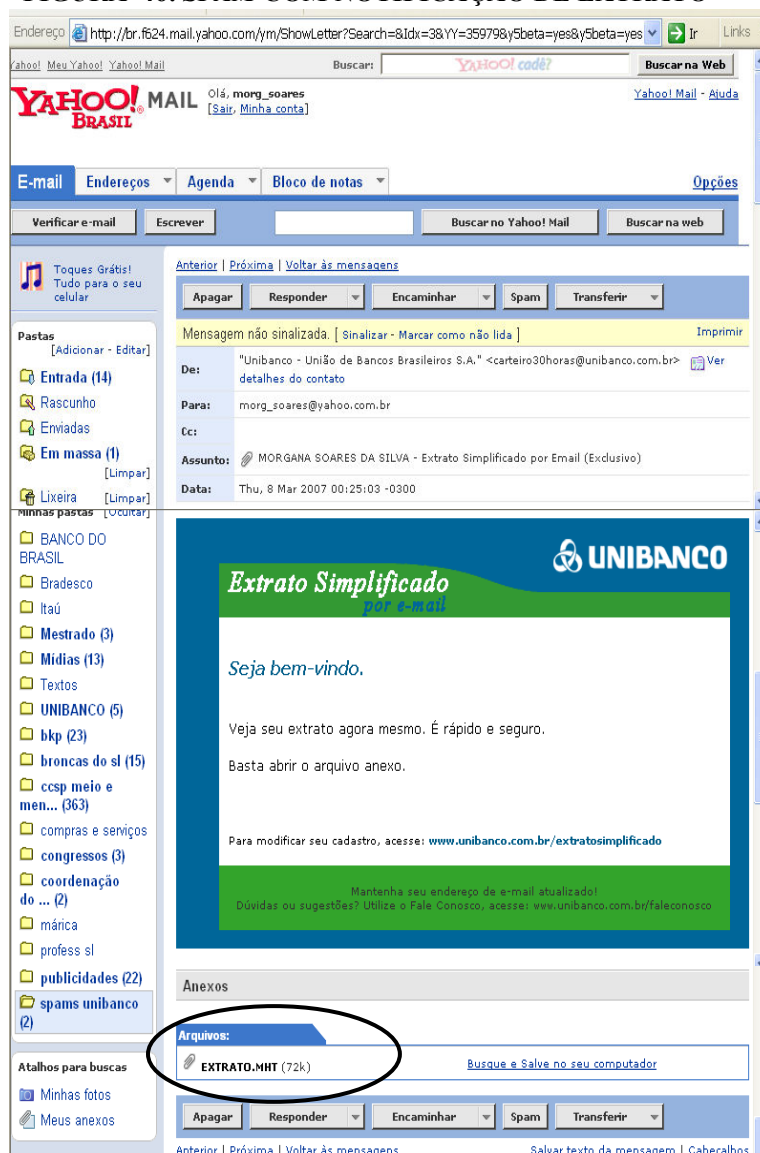 FIGURA 40: SPAM COM NOTIFICAÇÃO DE EXTRATO
Endereço http://br.f624.mail.yahoo.com/ym/ShowLetter?Search=&Idx=3&YY=35979&y5beta=yes&y5beta=yes Ir Links
Yahoo! Meu Yahoo! Yahoo! Mail Buscar: YAHOO! cadê? Buscar na Web
YAHOO! MAIL BRASIL
Olá, morg_soares
[Sair, Minha conta]
Yahoo! Mail - Ajuda
E-mail Endereços Agenda Bloco de notas Opções
Verificar e-mail Escrever Buscar no Yahoo! Mail Buscar na web
Toques Grátis!
Tudo para o seu
celular
Pastas
[Adicionar - Editar]
Entrada (14)
Rascunho
Enviadas
Em massa (1)
[Limpar]
Lixeira [Limpar]
Minhas pastas [Ocultar]
BANCO DO
BRASIL
Bradesco
Itaú
Mestrado (3)
Mídias (13)
Textos
UNIBANCO (5)
bkp (23)
broncas do sl (15)
ccsp meio e
men... (363)
compras e serviços
congressos (3)
coordenação
do ... (2)
márica
profess sl
publicidades (22)
spams unibanco
(2)
Atalhos para buscas
Minhas fotos
Meus anexos
Anterior | Próxima | Voltar às mensagens
Apagar Responder Encaminhar Spam Transferir
Mensagem não sinalizada. [ Sinalizar - Marcar como não lida ] Imprimir
De: "Unibanco - União de Bancos Brasileiros S.A." <carteiro30horas@unibanco.com.br> Ver
detalhes do contato
Para: morg_soares@yahoo.com.br
Cc:
Assunto: MORGANA SOARES DA SILVA - Extrato Simplificado por Email (Exclusivo)
Data: Thu, 8 Mar 2007 00:25:03 -0300
UNIBANCO
Extrato Simplificado
por e-mail
Seja bem-vindo.
Veja seu extrato agora mesmo. É rápido e seguro.
Basta abrir o arquivo anexo.
Para modificar seu cadastro, acesse: www.unibanco.com.br/extratosimplificado
Mantenha seu endereço de e-mail atualizado!
Dúvidas ou sugestões? Utilize o Fale Conosco, acesse: www.unibanco.com.br/faleconosco
Anexos
Arquivos:
EXTRATO.MHT (72k) Busque e Salve no seu computador
Apagar Responder Encaminhar Spam Transferir
Anterior | Próxima | Voltar às mensagens Salvar texto da mensagem | Cabeçalhos